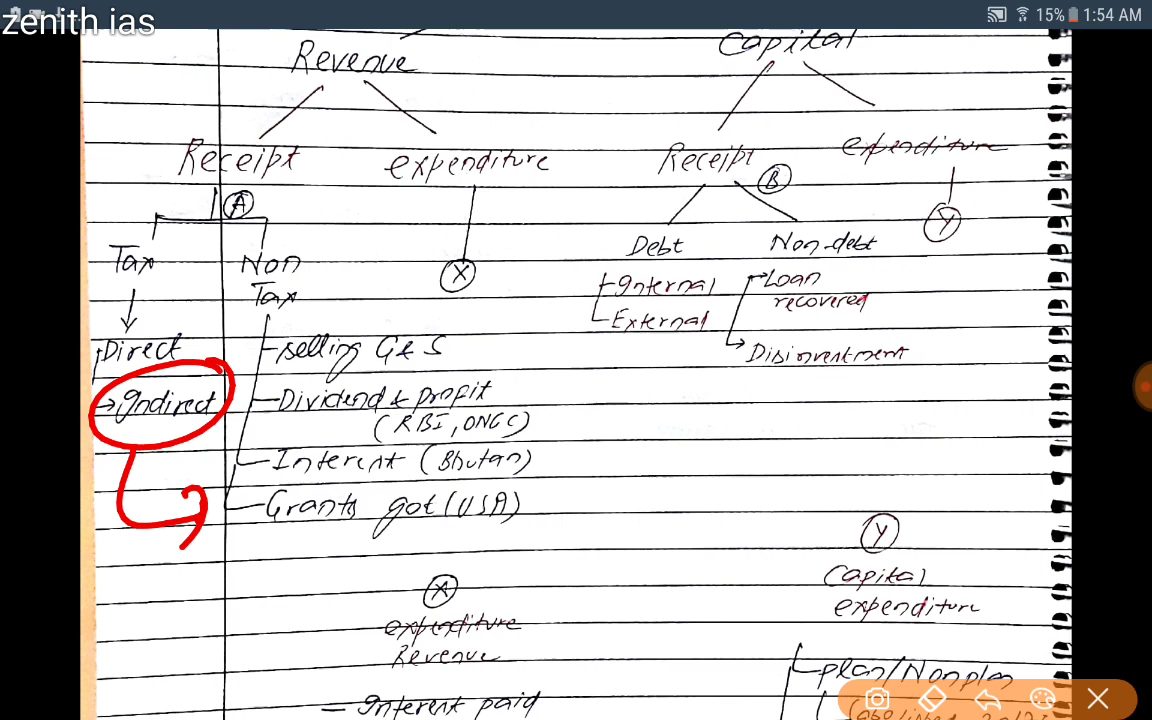 zenith ias
15% 1:54 AM
Revenue
Capital
Receipt
expenditure
Receipt
expenditure
A
B
Y
Tax
Non
Tax
X
Debt
Non-debt
Internal
External
Loan
recovered
Disinvestment
Direct
Indirect
selling G & S
Dividend & profit
(RBI, ONGC)
Interest (Bhutan)
Grants got (USA)
X
expenditure
Revenue
- Interest paid
Y
Capital
expenditure
plan/Nonplan